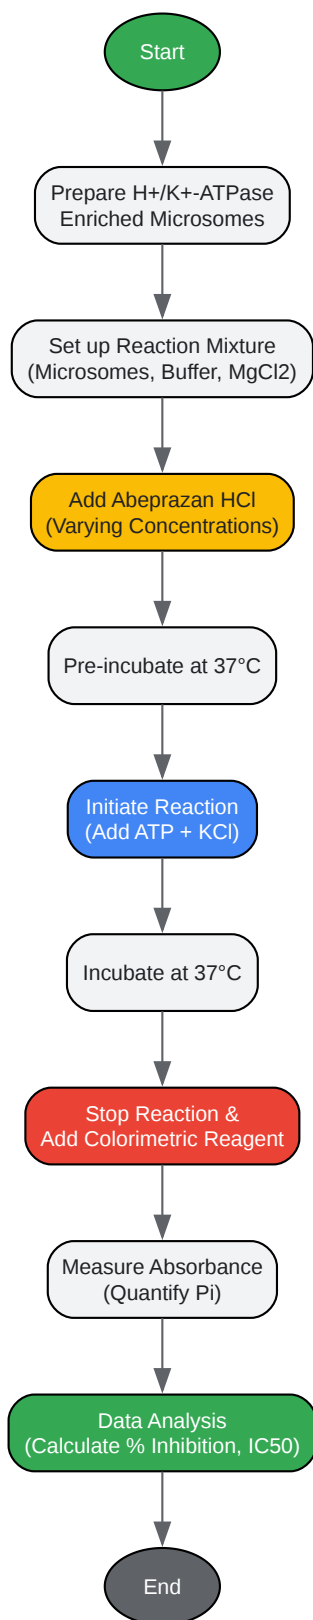 Start
Prepare H+/K+-ATPase
Enriched Microsomes
Set up Reaction Mixture
(Microsomes, Buffer, MgCl2)
Add Abeprazan HCl
(Varying Concentrations)
Pre-incubate at 37°C
Initiate Reaction
(Add ATP + KCl)
Incubate at 37°C
Stop Reaction &
Add Colorimetric Reagent
Measure Absorbance
(Quantify Pi)
Data Analysis
(Calculate % Inhibition, IC50)
End